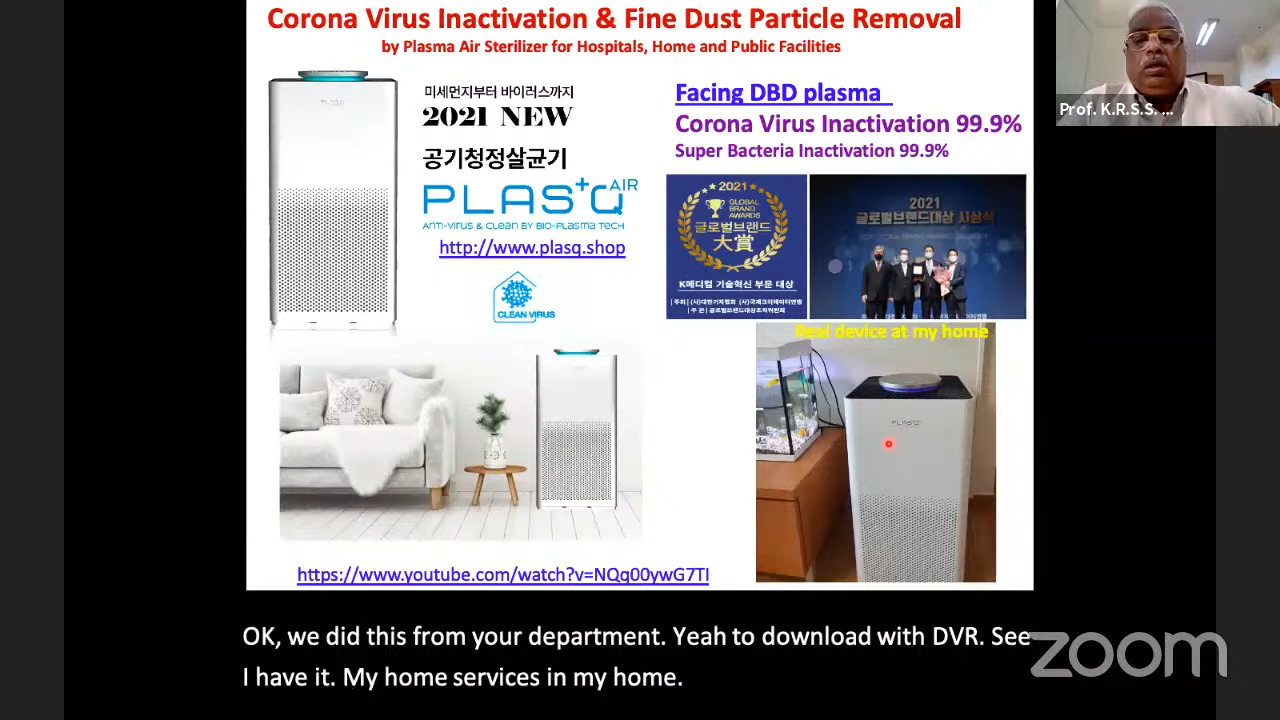 Corona Virus Inactivation & Fine Dust Particle Removal
by Plasma Air Sterilizer for Hospitals, Home and Public Facilities
PLASQ
미세먼지부터 바이러스까지
2021 NEW
공기청정살균기
PLAS+Q AIR
ANTI-VIRUS & CLEAN BY BIO-PLASMA TECH
http://www.plasq.shop
CLEAN VIRUS
Facing DBD plasma
Corona Virus Inactivation 99.9%
Super Bacteria Inactivation 99.9%
2021
GLOBAL
BRAND
AWARDS
글로벌브랜드
大賞
K메디컬 기술혁신 부문 대상
2021
글로벌브랜드대상 시상식
Real device at my home
PLASQ
https://www.youtube.com/watch?v=NQq00ywG7TI
Prof. K.R.S.S. ...
OK, we did this from your department. Yeah to download with DVR. See
I have it. My home services in my home.
zoom